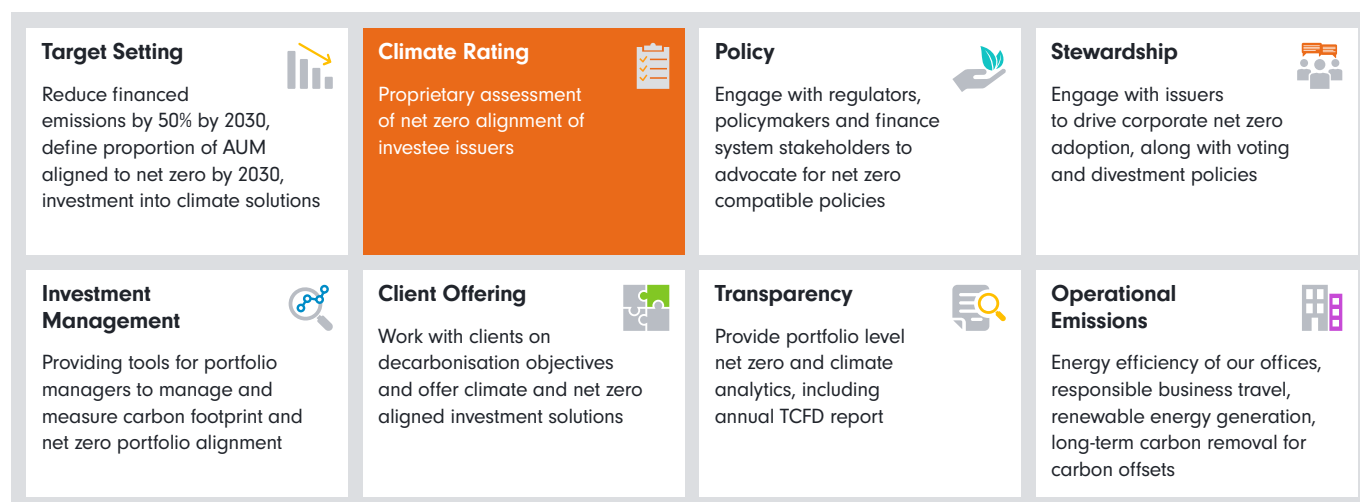 Target Setting
Reduce financed
emissions by 50% by 2030,
define proportion of AUM
aligned to net zero by 2030,
investment into climate solutions
Climate Rating
Proprietary assessment
of net zero alignment of
investee issuers
Policy
Engage with regulators,
policymakers and finance
system stakeholders to
advocate for net zero
compatible policies
Stewardship
Engage with issuers
to drive corporate net zero
adoption, along with voting
and divestment policies
Investment
Management
Providing tools for portfolio
managers to manage and
measure carbon footprint and
net zero portfolio alignment
Client Offering
Work with clients on
decarbonisation objectives
and offer climate and net zero
aligned investment solutions
Transparency
Provide portfolio level
net zero and climate
analytics, including
annual TCFD report
Operational
Emissions
Energy efficiency of our offices,
responsible business travel,
renewable energy generation,
long-term carbon removal for
carbon offsets